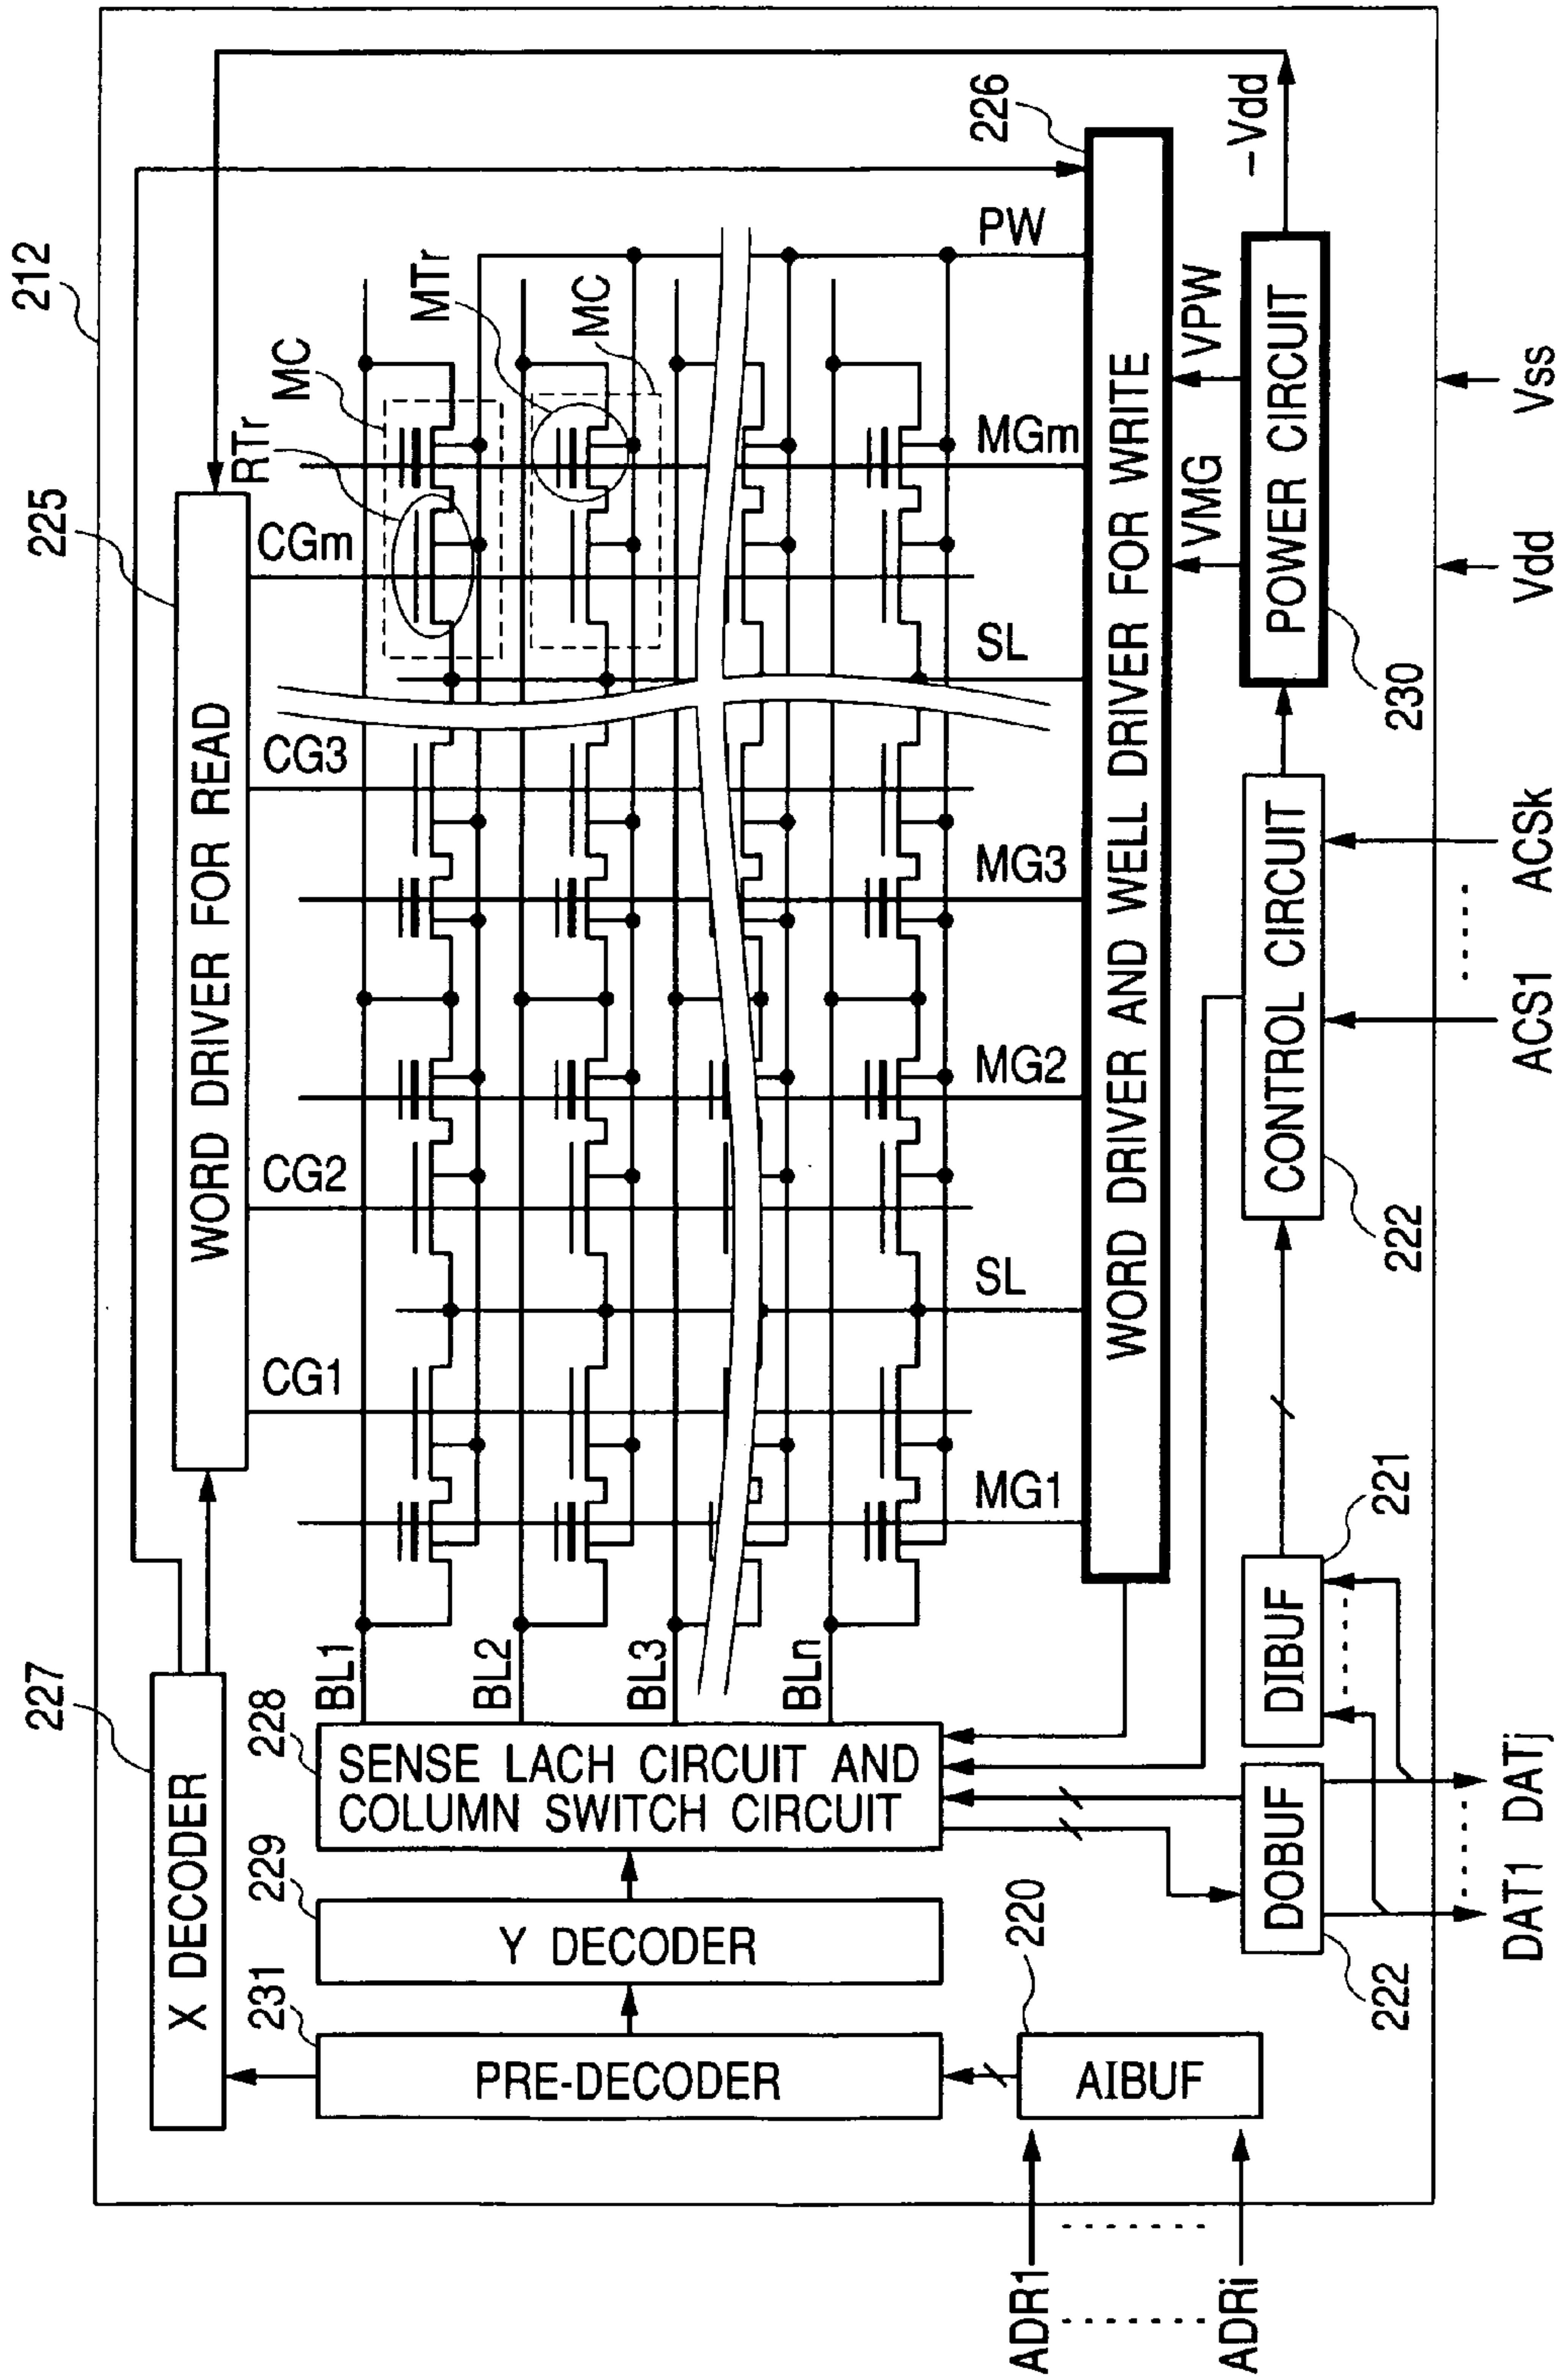 212
225
WORD DRIVER FOR READ
227
X DECODER
RTr
MC
MTr
MC
CG1
CG2
CG3
CGm
BL1
BL2
BL3
BLn
228
SENSE LACH CIRCUIT AND
COLUMN SWITCH CIRCUIT
229
Y DECODER
231
PRE-DECODER
220
AIBUF
ADR1
ADRi
MG1
SL
MG2
MG3
SL
MGm
PW
226
WORD DRIVER AND WELL DRIVER FOR WRITE
VMG
VPW
-Vdd
DOBUF
222
DIBUF
221
CONTROL CIRCUIT
222
POWER CIRCUIT
230
DAT1
DATj
ACS1
ACSk
Vdd
Vss